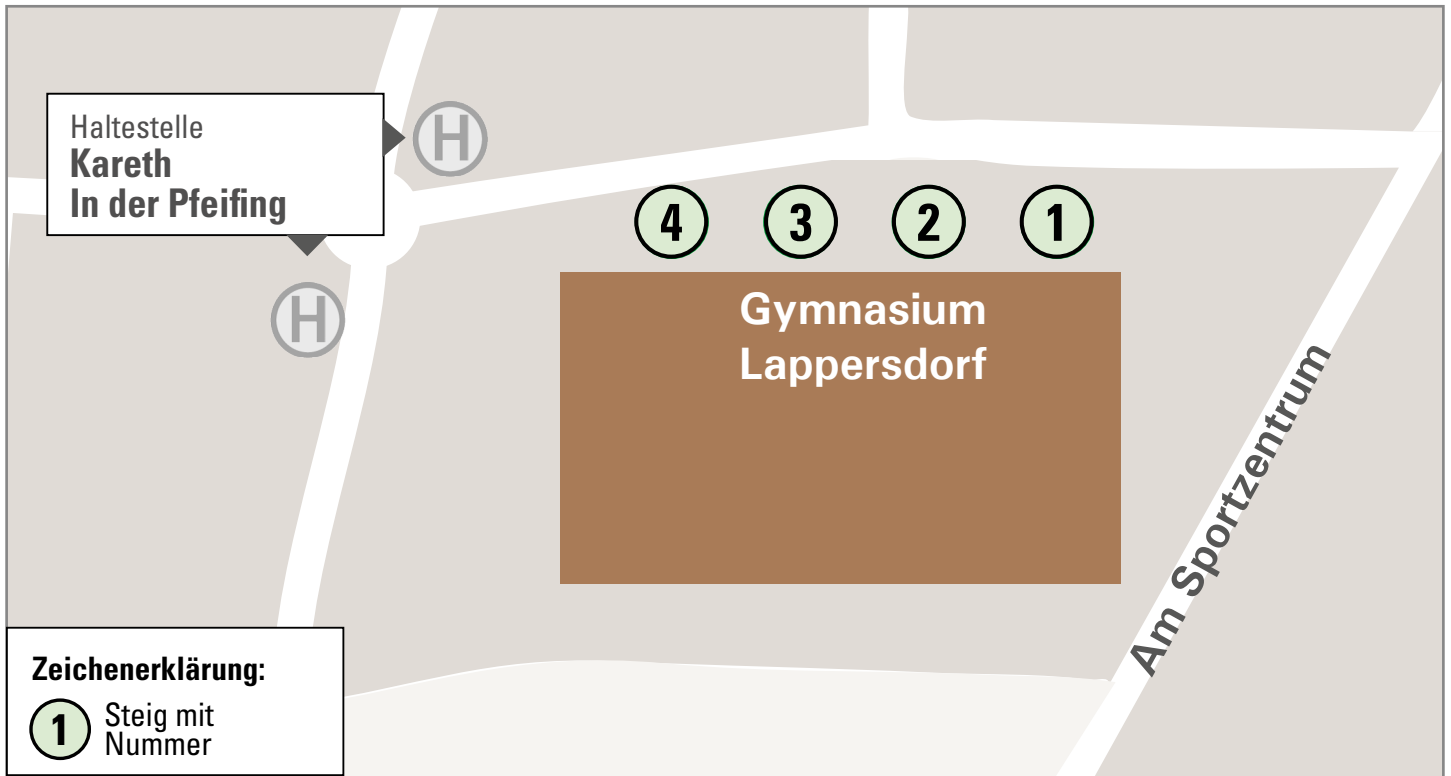 Haltestelle
Kareth
In der Pfeifing
H
H
4 3 2 1
Gymnasium
Lappersdorf
Am Sportzentrum
Zeichenerklärung:
1 Steig mit
Nummer